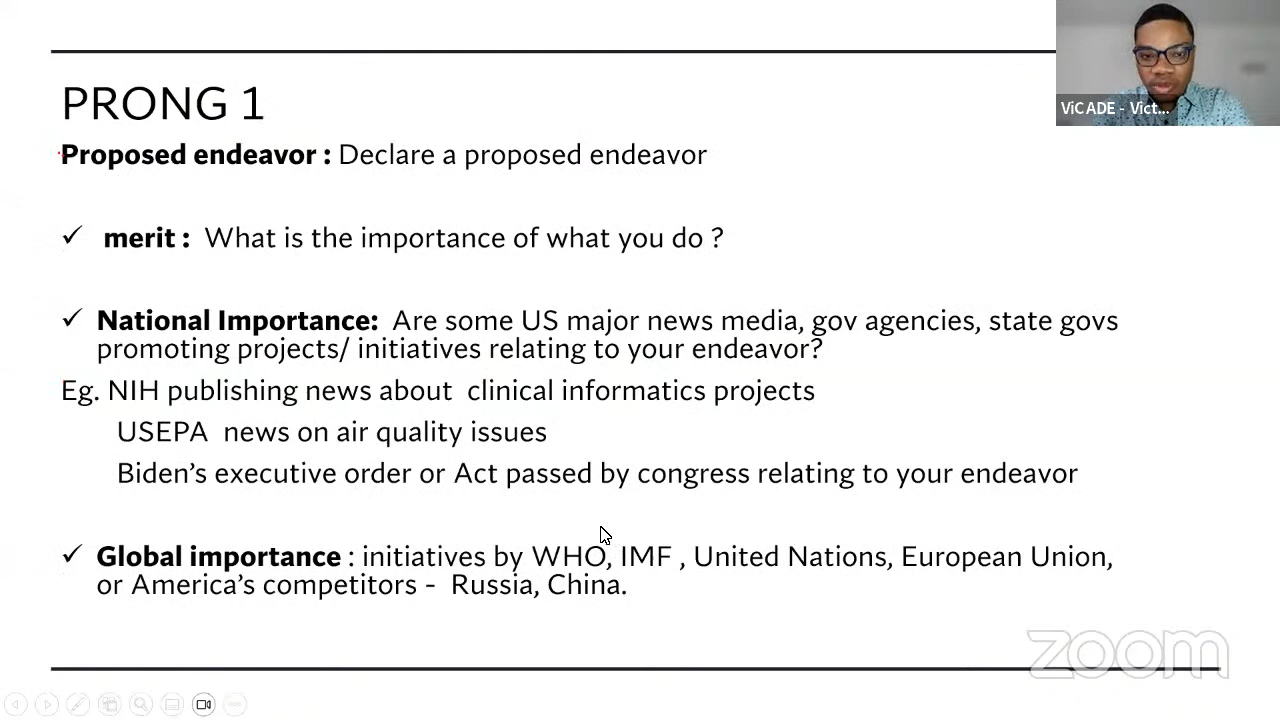 ViCADE - Vict...
PRONG 1
Proposed endeavor : Declare a proposed endeavor
✓ merit : What is the importance of what you do ?
✓ National Importance: Are some US major news media, gov agencies, state govs
promoting projects/ initiatives relating to your endeavor?
Eg. NIH publishing news about clinical informatics projects
USEPA news on air quality issues
Biden’s executive order or Act passed by congress relating to your endeavor
✓ Global importance : initiatives by WHO, IMF , United Nations, European Union,
or America’s competitors - Russia, China.
zoom